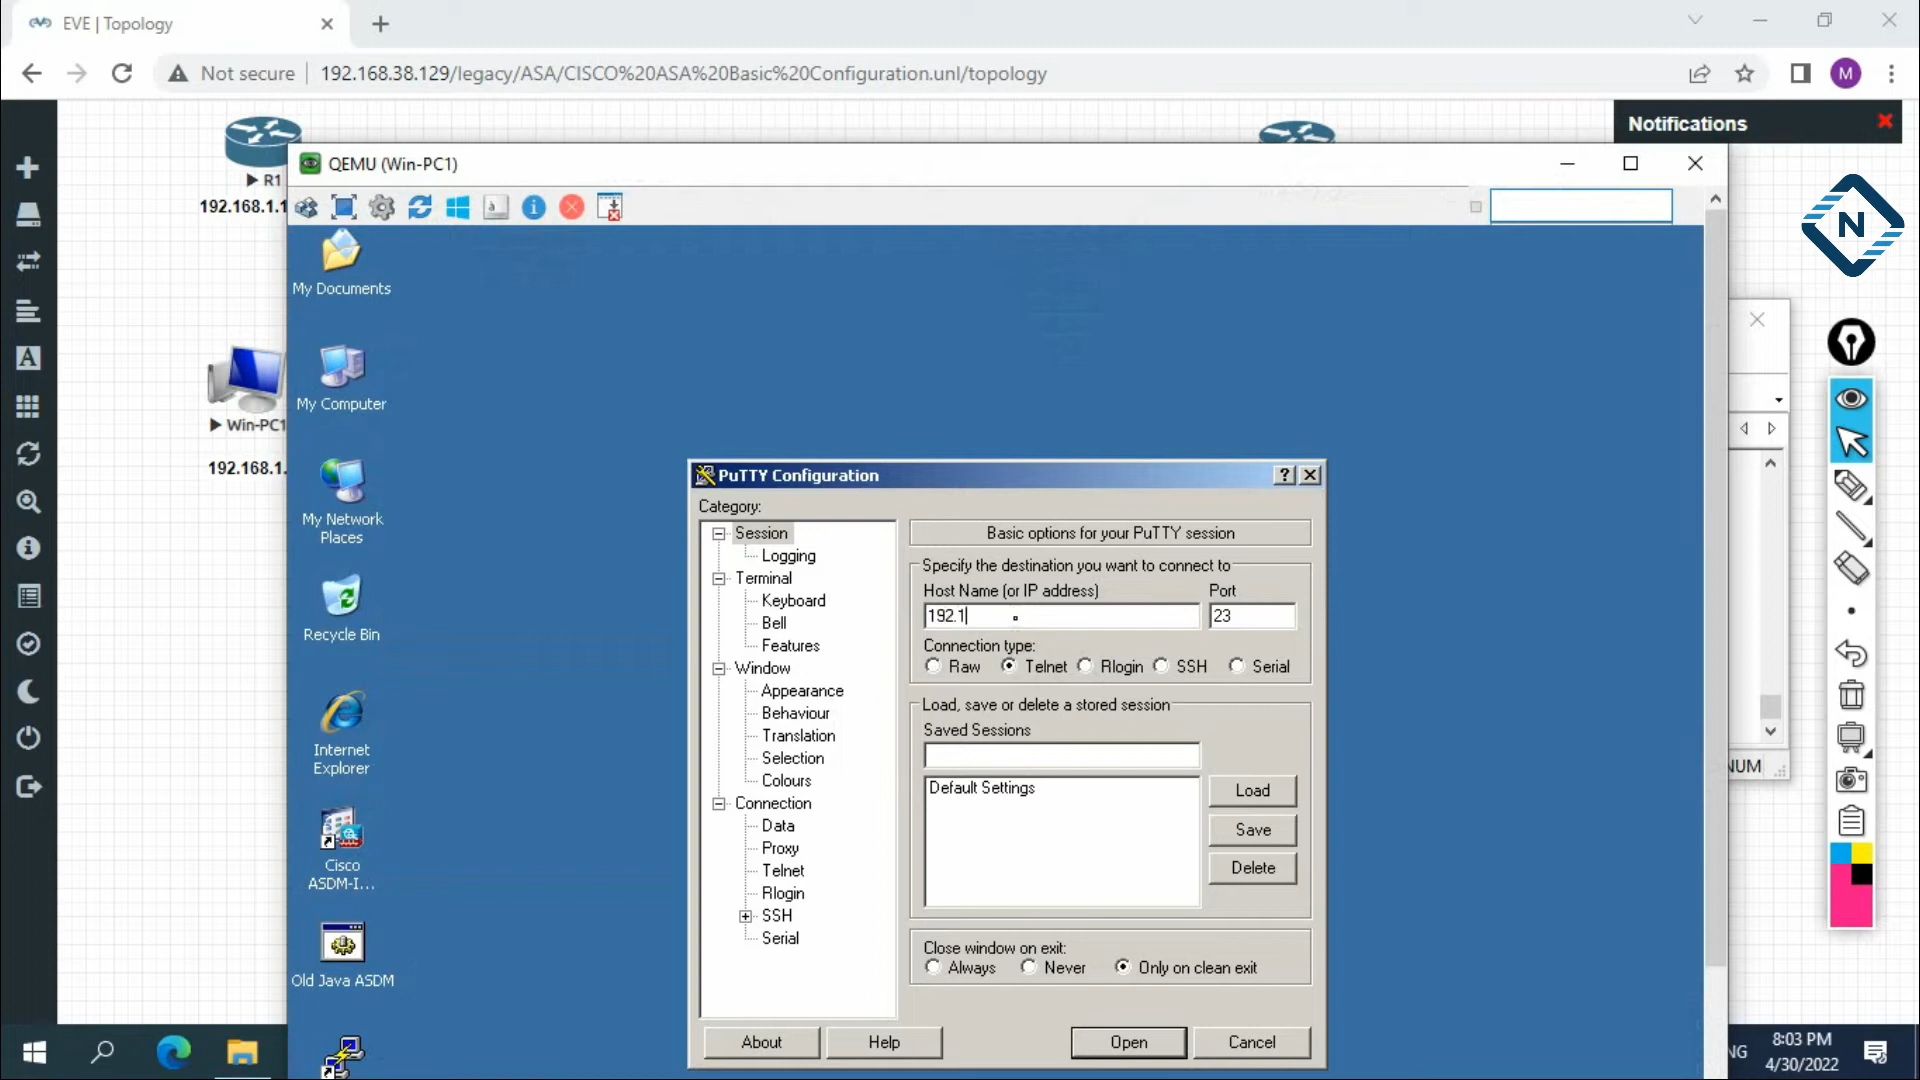 EVE | Topology
Not secure
192.168.38.129/legacy/ASA/CISCO%20ASA%20Basic%20Configuration.unl/topology
M
Notifications
R1
192.168.1.1
QEMU (Win-PC1)
N
My Documents
My Computer
My Network
Places
Recycle Bin
Internet
Explorer
Cisco
ASDM-I...
Old Java ASDM
Win-PC1
192.168.1.
PuTTY Configuration
Category:
Session
Logging
Terminal
Keyboard
Bell
Features
Window
Appearance
Behaviour
Translation
Selection
Colours
Connection
Data
Proxy
Telnet
Rlogin
SSH
Serial
Basic options for your PuTTY session
Specify the destination you want to connect to
Host Name (or IP address)
Port
192.1
23
Connection type:
Raw
Telnet
Rlogin
SSH
Serial
Load, save or delete a stored session
Saved Sessions
Default Settings
Load
Save
Delete
Close window on exit:
Always
Never
Only on clean exit
About
Help
Open
Cancel
NUM
NG
8:03 PM
4/30/2022